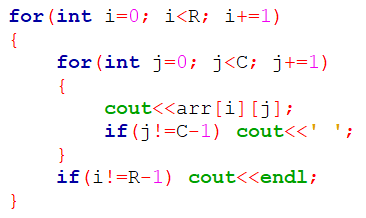 for(int i=0; i<R; i+=1)
{
    for(int j=0; j<C; j+=1)
    {
        cout<<arr[i][j];
        if(j!=C-1) cout<<' ';
    }
    if(i!=R-1) cout<<endl;
}